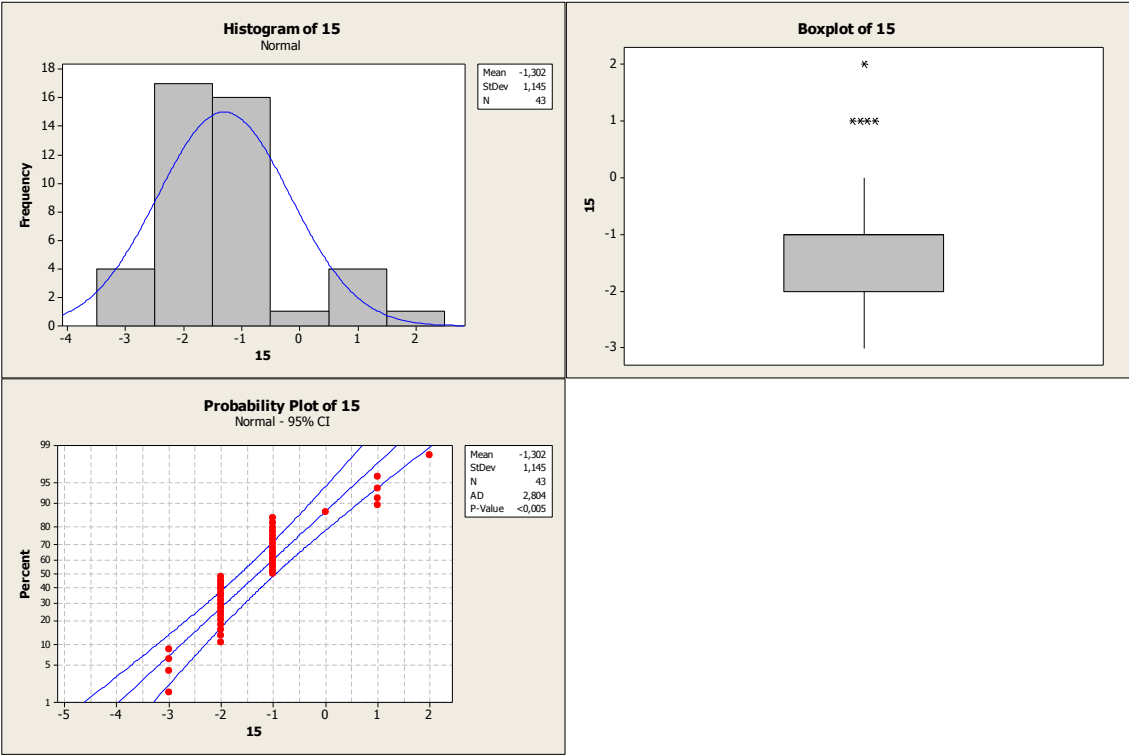 Histogram of 15
Normal
Mean -1,302
StDev 1,145
N 43
18
16
14
12
10
8
6
4
2
0
Frequency
-4 -3 -2 -1 0 1 2
15
Boxplot of 15
2
1
0
-1
-2
-3
15
Probability Plot of 15
Normal - 95% CI
Mean -1,302
StDev 1,145
N 43
AD 2,804
P-Value <0,005
99
95
90
80
70
60
50
40
30
20
10
5
1
Percent
-5 -4 -3 -2 -1 0 1 2
15